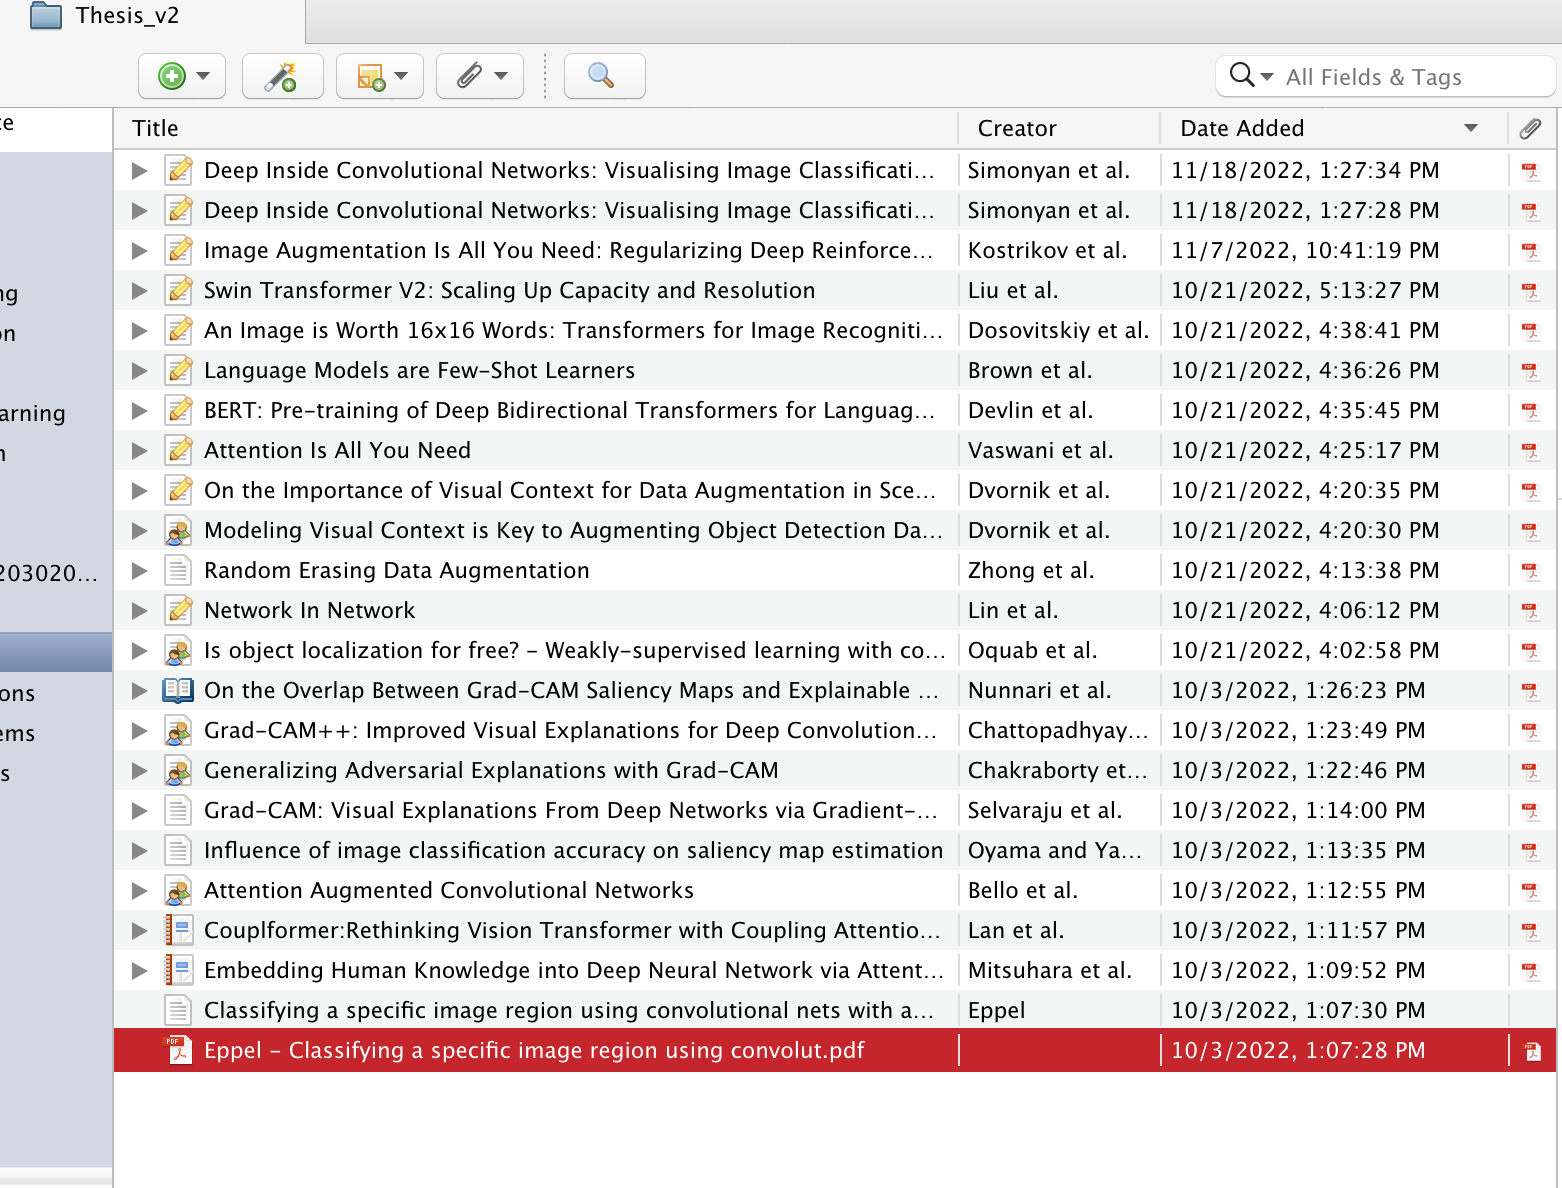 Thesis_v2
All Fields & Tags
Title Creator Date Added
Deep Inside Convolutional Networks: Visualising Image Classificati... Simonyan et al. 11/18/2022, 1:27:34 PM
Deep Inside Convolutional Networks: Visualising Image Classificati... Simonyan et al. 11/18/2022, 1:27:28 PM
Image Augmentation Is All You Need: Regularizing Deep Reinforce... Kostrikov et al. 11/7/2022, 10:41:19 PM
ng Swin Transformer V2: Scaling Up Capacity and Resolution Liu et al. 10/21/2022, 5:13:27 PM
on An Image is Worth 16x16 Words: Transformers for Image Recogniti... Dosovitskiy et al. 10/21/2022, 4:38:41 PM
Language Models are Few-Shot Learners Brown et al. 10/21/2022, 4:36:26 PM
arning BERT: Pre-training of Deep Bidirectional Transformers for Languag... Devlin et al. 10/21/2022, 4:35:45 PM
Attention Is All You Need Vaswani et al. 10/21/2022, 4:25:17 PM
On the Importance of Visual Context for Data Augmentation in Sce... Dvornik et al. 10/21/2022, 4:20:35 PM
Modeling Visual Context is Key to Augmenting Object Detection Da... Dvornik et al. 10/21/2022, 4:20:30 PM
203020... Random Erasing Data Augmentation Zhong et al. 10/21/2022, 4:13:38 PM
Network In Network Lin et al. 10/21/2022, 4:06:12 PM
Is object localization for free? - Weakly-supervised learning with co... Oquab et al. 10/21/2022, 4:02:58 PM
ons On the Overlap Between Grad-CAM Saliency Maps and Explainable ... Nunnari et al. 10/3/2022, 1:26:23 PM
ems Grad-CAM++: Improved Visual Explanations for Deep Convolution... Chattopadhyay... 10/3/2022, 1:23:49 PM
s Generalizing Adversarial Explanations with Grad-CAM Chakraborty et... 10/3/2022, 1:22:46 PM
Grad-CAM: Visual Explanations From Deep Networks via Gradient-... Selvaraju et al. 10/3/2022, 1:14:00 PM
Influence of image classification accuracy on saliency map estimation Oyama and Ya... 10/3/2022, 1:13:35 PM
Attention Augmented Convolutional Networks Bello et al. 10/3/2022, 1:12:55 PM
Couplformer:Rethinking Vision Transformer with Coupling Attentio... Lan et al. 10/3/2022, 1:11:57 PM
Embedding Human Knowledge into Deep Neural Network via Attent... Mitsuhara et al. 10/3/2022, 1:09:52 PM
Classifying a specific image region using convolutional nets with a... Eppel 10/3/2022, 1:07:30 PM
Eppel - Classifying a specific image region using convolut.pdf 10/3/2022, 1:07:28 PM